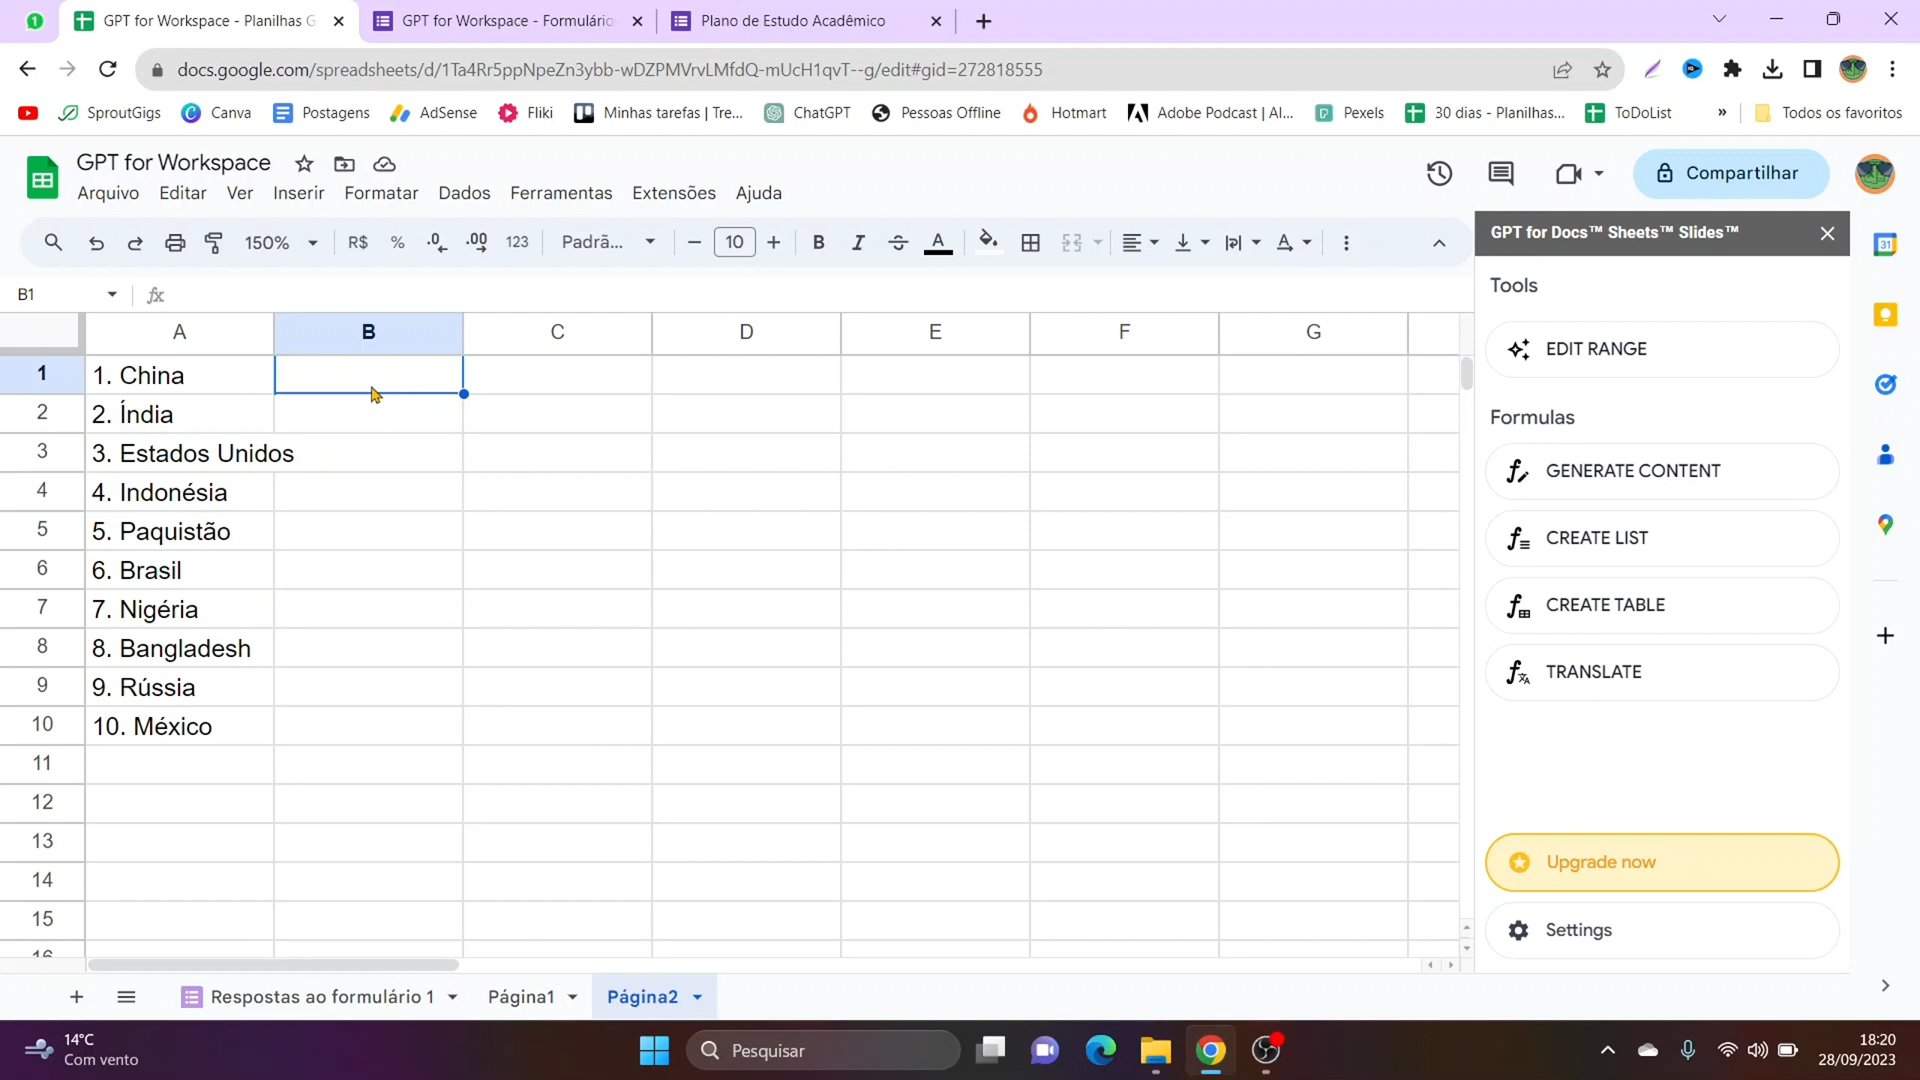 GPT for Workspace - Planilhas G
GPT for Workspace - Formulário
Plano de Estudo Acadêmico
docs.google.com/spreadsheets/d/1Ta4Rr5ppNpeZn3ybb-wDZPMVrvLMfdQ-mUcH1qvT--g/edit#gid=272818555
SproutGigs
Canva
Postagens
AdSense
Fliki
Minhas tarefas | Tre...
ChatGPT
Pessoas Offline
Hotmart
Adobe Podcast | AI...
Pexels
30 dias - Planilhas...
ToDoList
»
Todos os favoritos
GPT for Workspace
Arquivo Editar Ver Inserir Formatar Dados Ferramentas Extensões Ajuda
Compartilhar
150% R$ % .0 .00 123 Padrã... 10 B I A
GPT for Docs™ Sheets™ Slides™
B1
fx
Tools
EDIT RANGE
Formulas
GENERATE CONTENT
CREATE LIST
CREATE TABLE
TRANSLATE
Upgrade now
Settings
A B C D E F G
1 1. China
2 2. Índia
3 3. Estados Unidos
4 4. Indonésia
5 5. Paquistão
6 6. Brasil
7 7. Nigéria
8 8. Bangladesh
9 9. Rússia
10 10. México
11
12
13
14
15
16
Respostas ao formulário 1
Página1
Página2
14°C
Com vento
Pesquisar
18:20
28/09/2023